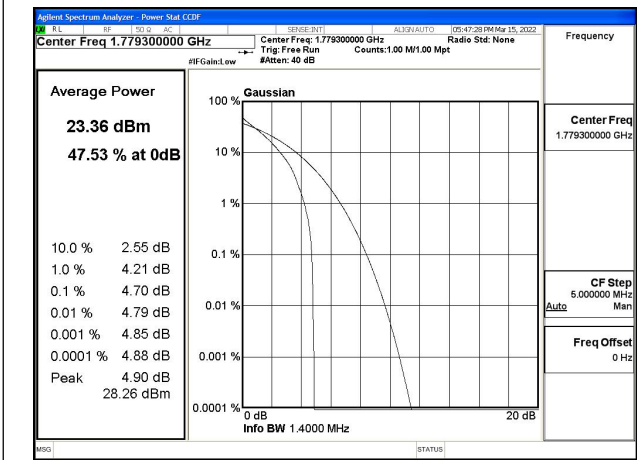 Agilent Spectrum Analyzer - Power Stat CCDF
RL RF 50 Ω AC SENSE:INT ALIGN AUTO 05:47:28 PM Mar 15, 2022
Center Freq 1.779300000 GHz
Center Freq: 1.779300000 GHz Radio Std: None
Trig: Free Run Counts:1.00 M/1.00 Mpt
#IFGain:Low #Atten: 40 dB
Frequency
Average Power
23.36 dBm
47.53 % at 0dB
10.0 % 2.55 dB
1.0 % 4.21 dB
0.1 % 4.70 dB
0.01 % 4.79 dB
0.001 % 4.85 dB
0.0001 % 4.88 dB
Peak 4.90 dB
28.26 dBm
Gaussian
100 %
10 %
1 %
0.1 %
0.01 %
0.001 %
0.0001 %
0 dB 20 dB
Info BW 1.4000 MHz
Center Freq
1.779300000 GHz
CF Step
5.000000 MHz
Auto Man
Freq Offset
0 Hz
MSG STATUS